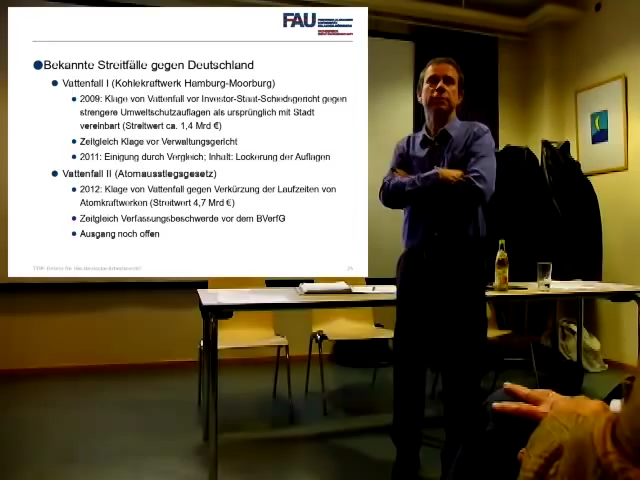 FAU
Bekannte Streitfälle gegen Deutschland
Vattenfall I (Kohlekraftwerk Hamburg-Moorburg)
2009: Klage von Vattenfall vor Investor-Staat-Schiedsgericht gegen
strengere Umweltschutzauflagen als ursprünglich mit Stadt
vereinbart (Streitwert ca. 1,4 Mrd €)
Zeitgleich Klage vor Verwaltungsgericht
2011: Einigung durch Vergleich; Inhalt: Lockerung der Auflagen
Vattenfall II (Atomausstiegsgesetz)
2012: Klage von Vattenfall gegen Verkürzung der Laufzeiten von
Atomkraftwerken (Streitwert 4,7 Mrd €)
Zeitgleich Verfassungsbeschwerde vor dem BVerfG
Ausgang noch offen